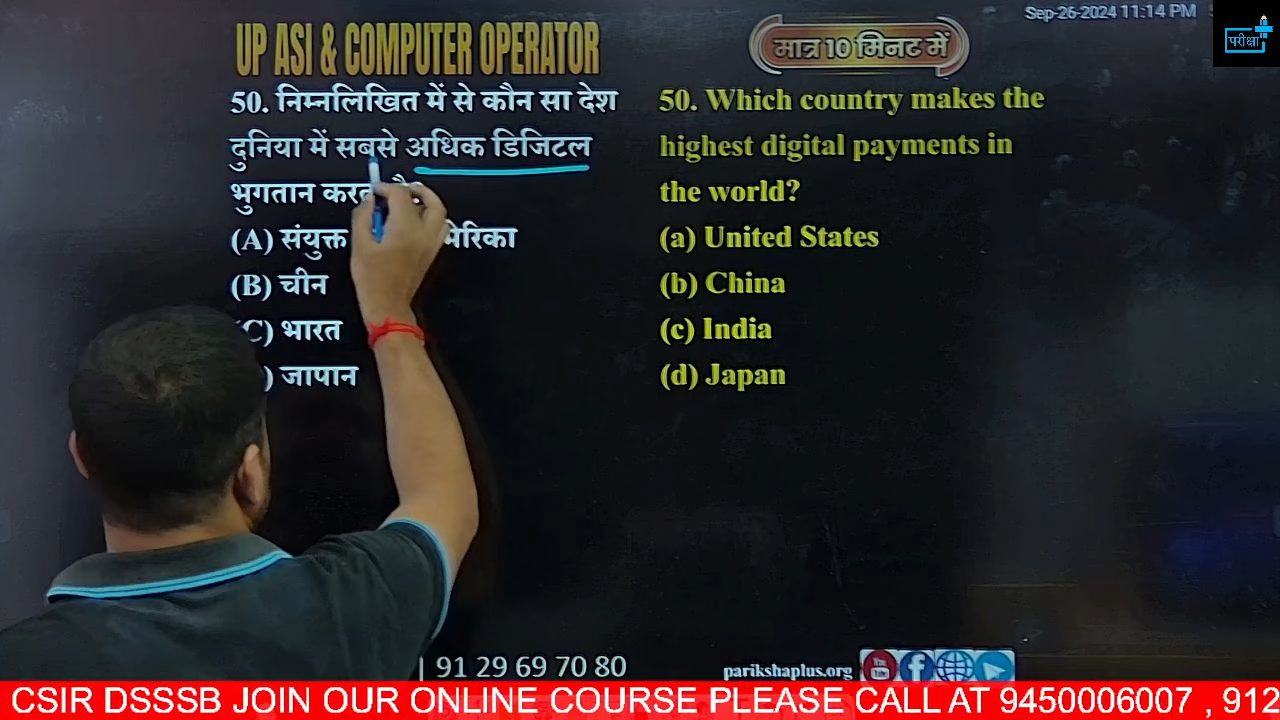 Sep-26-2024 11:14 PM
परीक्षा
UP ASI & COMPUTER OPERATOR
मात्र 10 मिनट में
50. निम्नलिखित में से कौन सा देश
दुनिया में सबसे अधिक डिजिटल
भुगतान
(A) संयुक्त
(B) चीन
C) भारत
) जापान
50. Which country makes the
highest digital payments in
the world?
(a) United States
(b) China
(c) India
(d) Japan
| 91 29 69 70 80
parikshaplus.org
CSIR DSSSB JOIN OUR ONLINE COURSE PLEASE CALL AT 9450006007 , 912